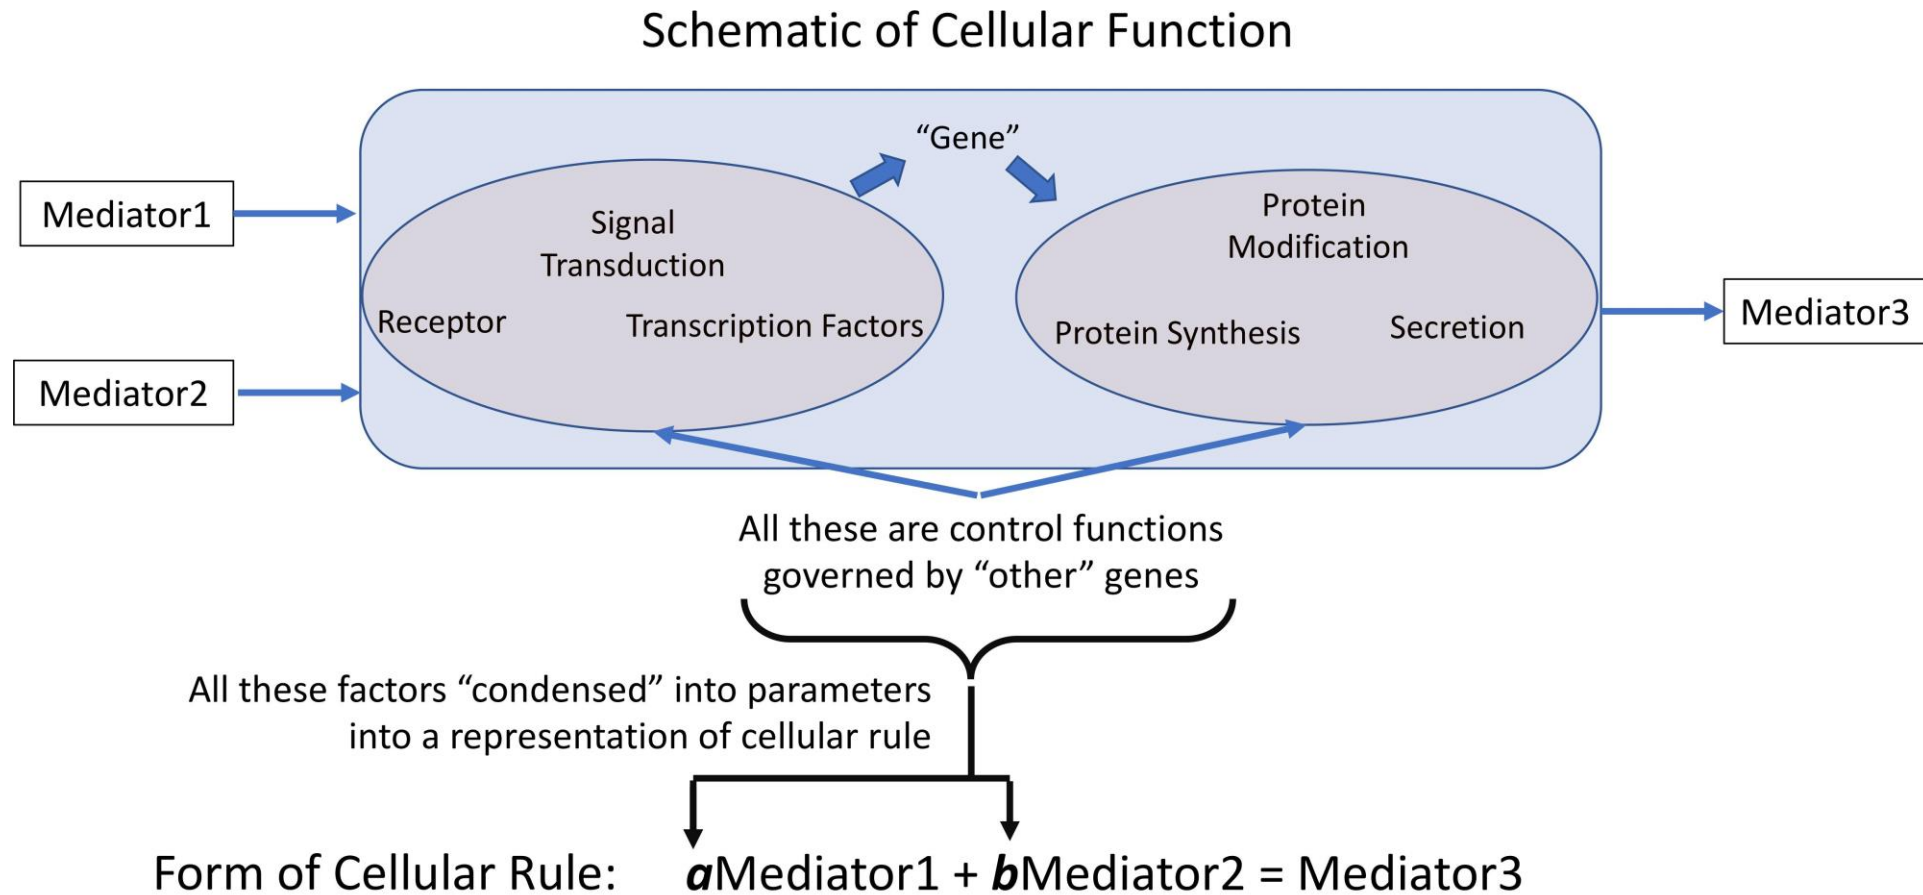 Schematic of Cellular Function
“Gene”
Mediator1
Mediator2
Signal
Transduction
Receptor
Transcription Factors
Protein
Modification
Protein Synthesis
Secretion
Mediator3
All these are control functions
governed by “other” genes
All these factors “condensed” into parameters
into a representation of cellular rule
Form of Cellular Rule: aMediator1 + bMediator2 = Mediator3